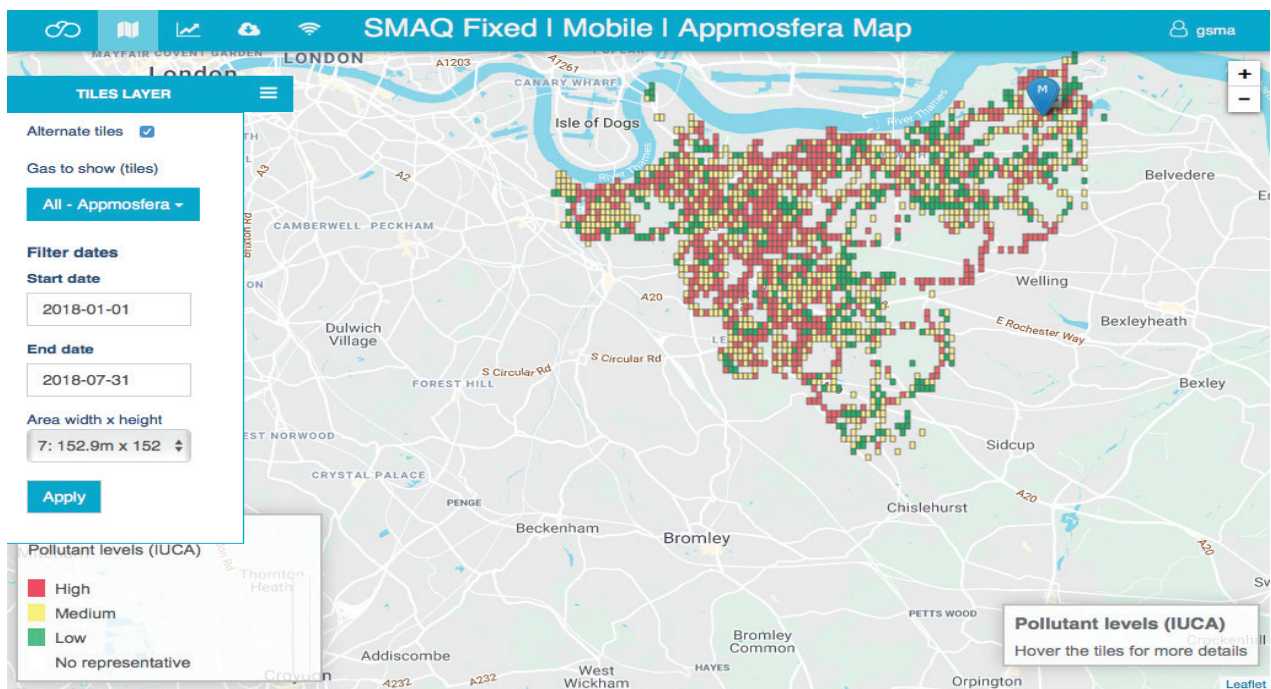 SMAQ Fixed I Mobile I Appmosfera Map
gsma
TILES LAYER
Alternate tiles
Gas to show (tiles)
All - Appmosfera
Filter dates
Start date
2018-01-01
End date
2018-07-31
Area width x height
7: 152.9m x 152
Apply
Pollutant levels (IUCA)
High
Medium
Low
No representative
MAYFAIR COVENT GARDEN
London
LONDON
A1203
A1261
CANARY WHARF
Isle of Dogs
River Thames
River Thames
M
+
−
Belvedere
A3
A2
Brixton Rd
CAMBERWELL PECKHAM
A20
Welling
E Rochester Way
Bexleyheath
Dulwich
Village
S Circular Rd
S Circular Rd
FOREST HILL
Bexley
EST NORWOOD
Sidcup
CRYSTAL PALACE
A20
PENGE
Chislehurst
Beckenham
Bromley
A20
Thornton
Heath
PETTS WOOD
Pollutant levels (IUCA)
Hover the tiles for more details
Crockenhill
Bromley
Common
Addiscombe
Croydon
A232
A232
West
Wickham
HAYES
Orpington
Leaflet